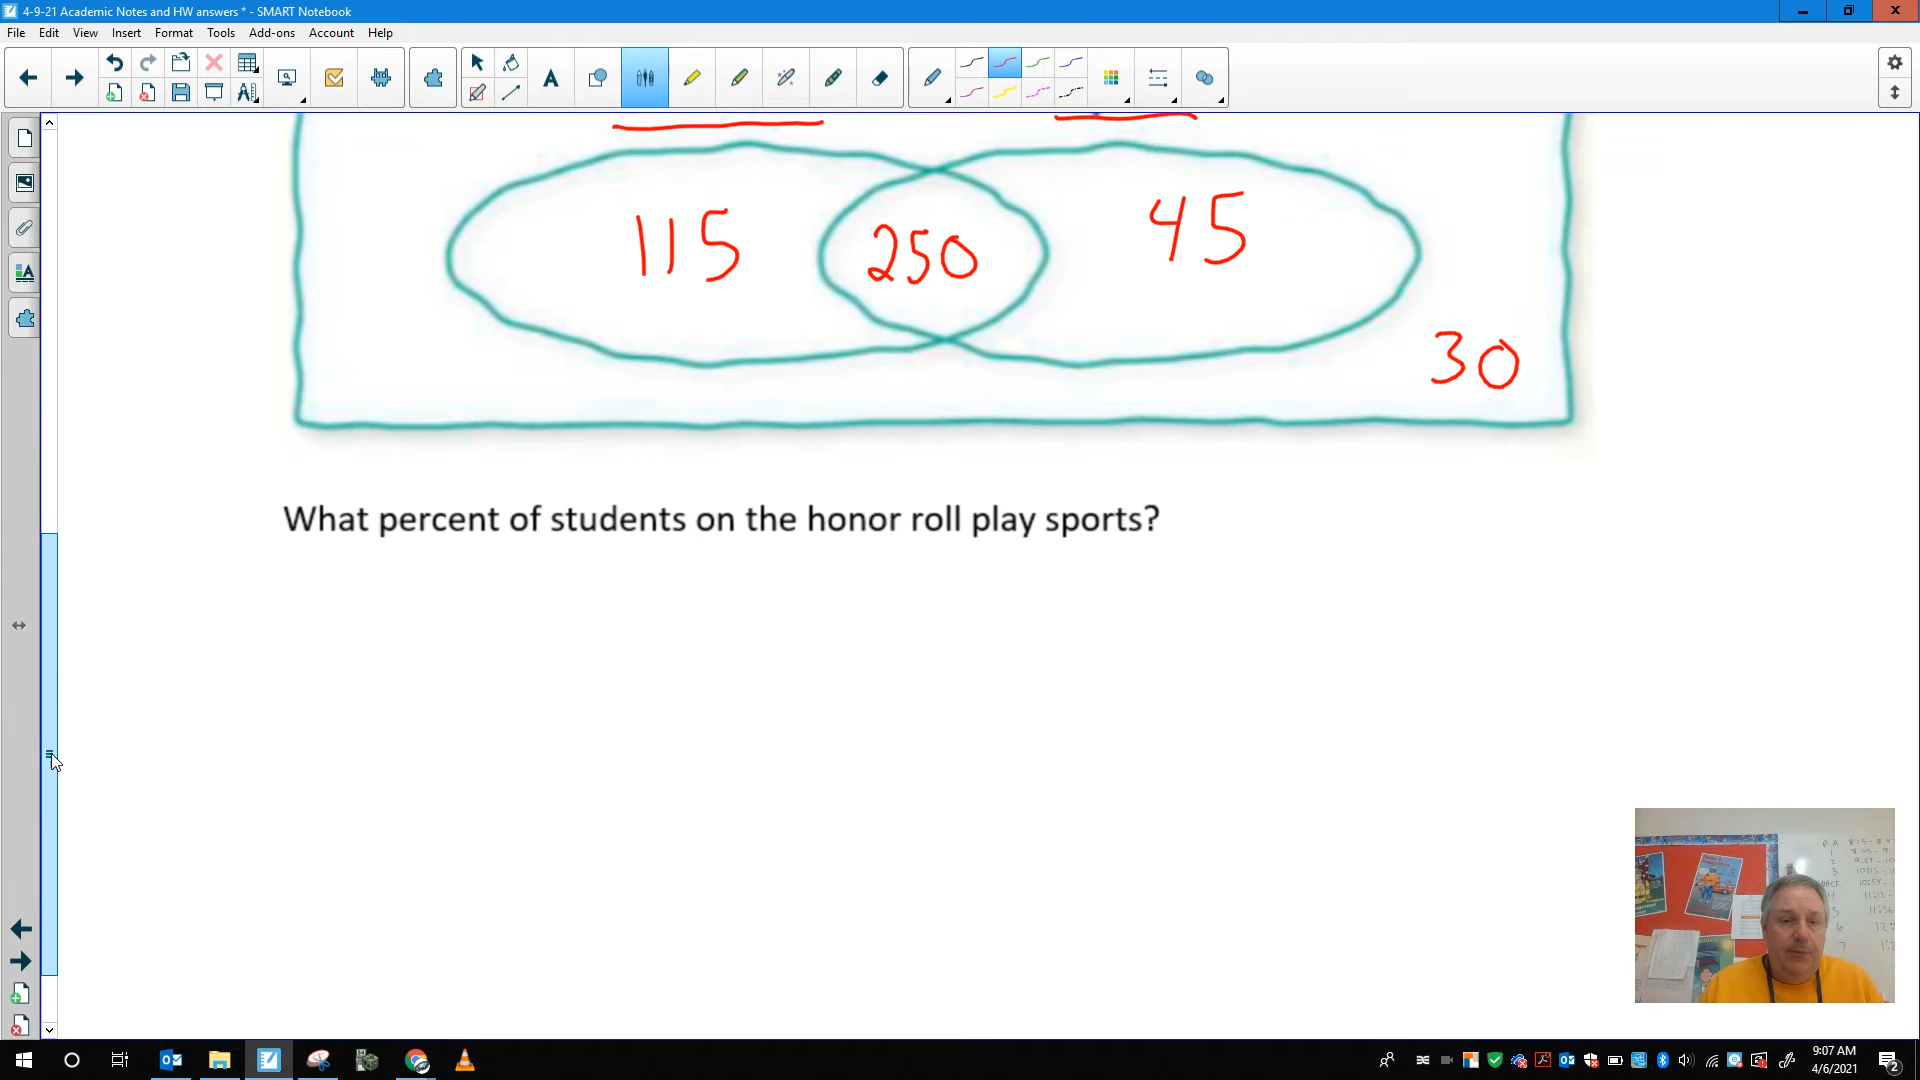 4-9-21 Academic Notes and HW answers * - SMART Notebook
File Edit View Insert Format Tools Add-ons Account Help
115 250 45
30
What percent of students on the honor roll play sports?
9:07 AM
4/6/2021
2